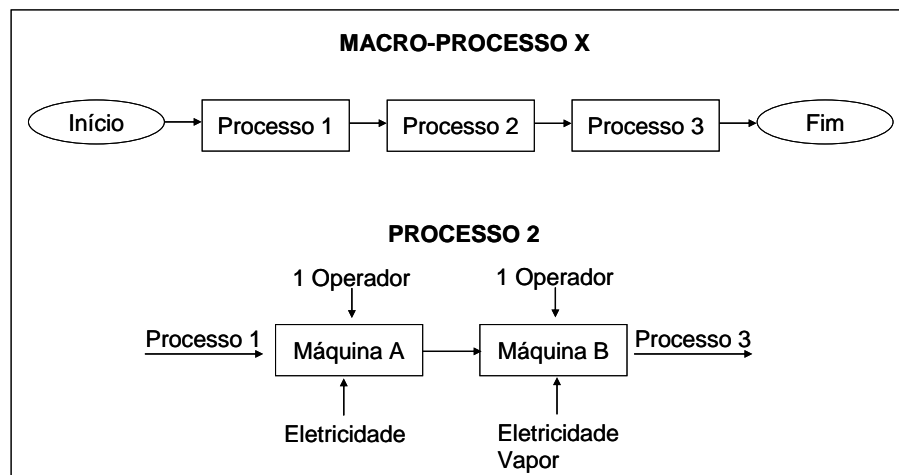 MACRO-PROCESSO X
Início Processo 1 Processo 2 Processo 3 Fim
PROCESSO 2
1 Operador 1 Operador
Processo 1 Máquina A Máquina B Processo 3
Eletricidade Eletricidade
Vapor